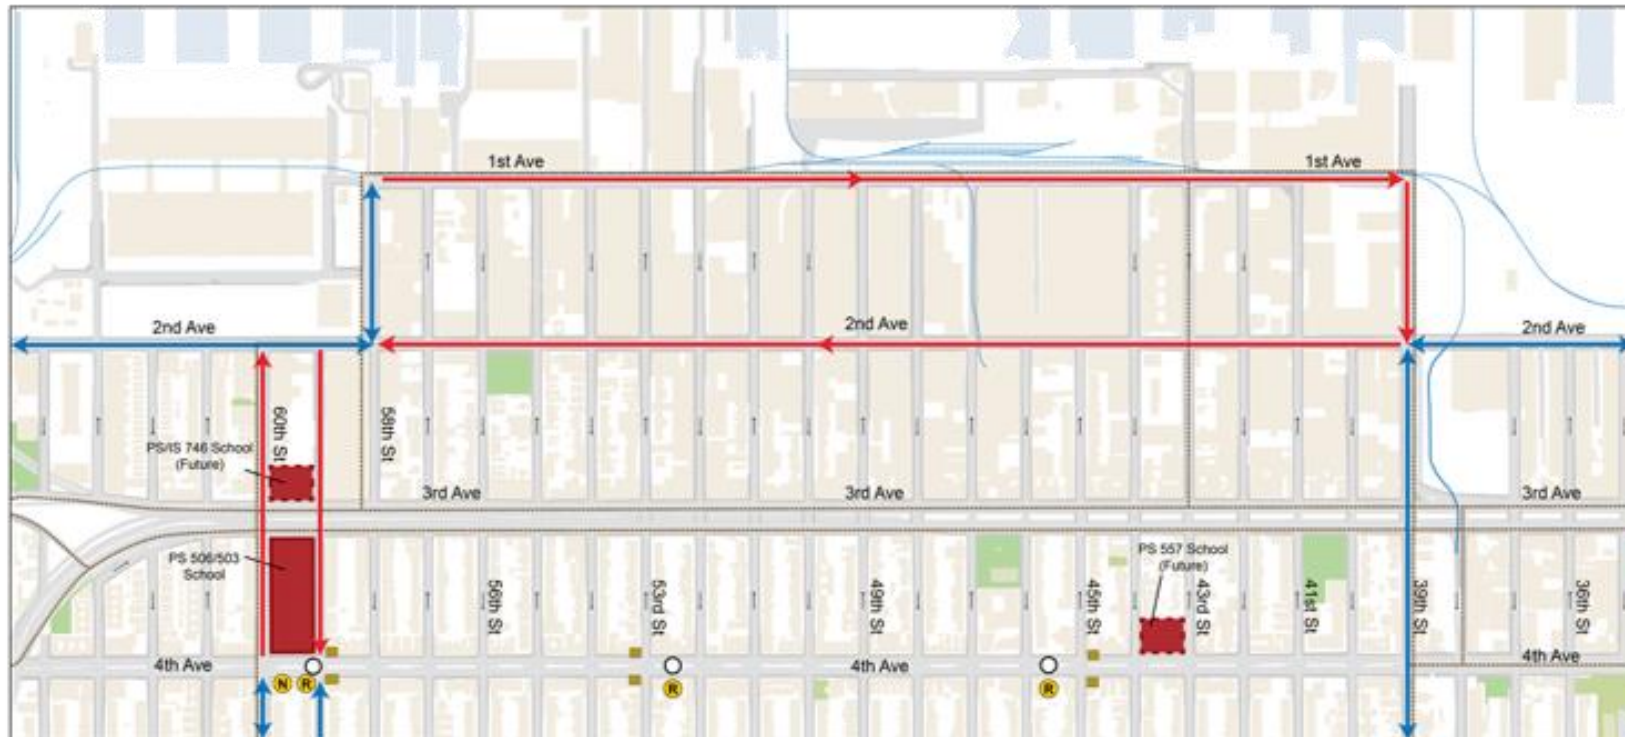 1st Ave
1st Ave
2nd Ave
2nd Ave
2nd Ave
60th St
58th St
PS/IS 746 School
(Future)
3rd Ave
3rd Ave
3rd Ave
PS 506/503
School
PS 557 School
(Future)
56th St
53rd St
49th St
45th St
43rd St
41st St
39th St
36th St
4th Ave
4th Ave
4th Ave
N
R
R
R